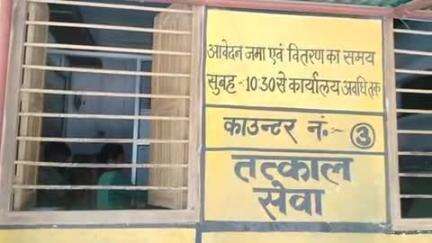 आवेदन जमा एवं वितरण का समय
सुबह - 10:30 से कार्यालय अवधि तक
काउन्टर नं. :- 3
तत्काल
सेवा